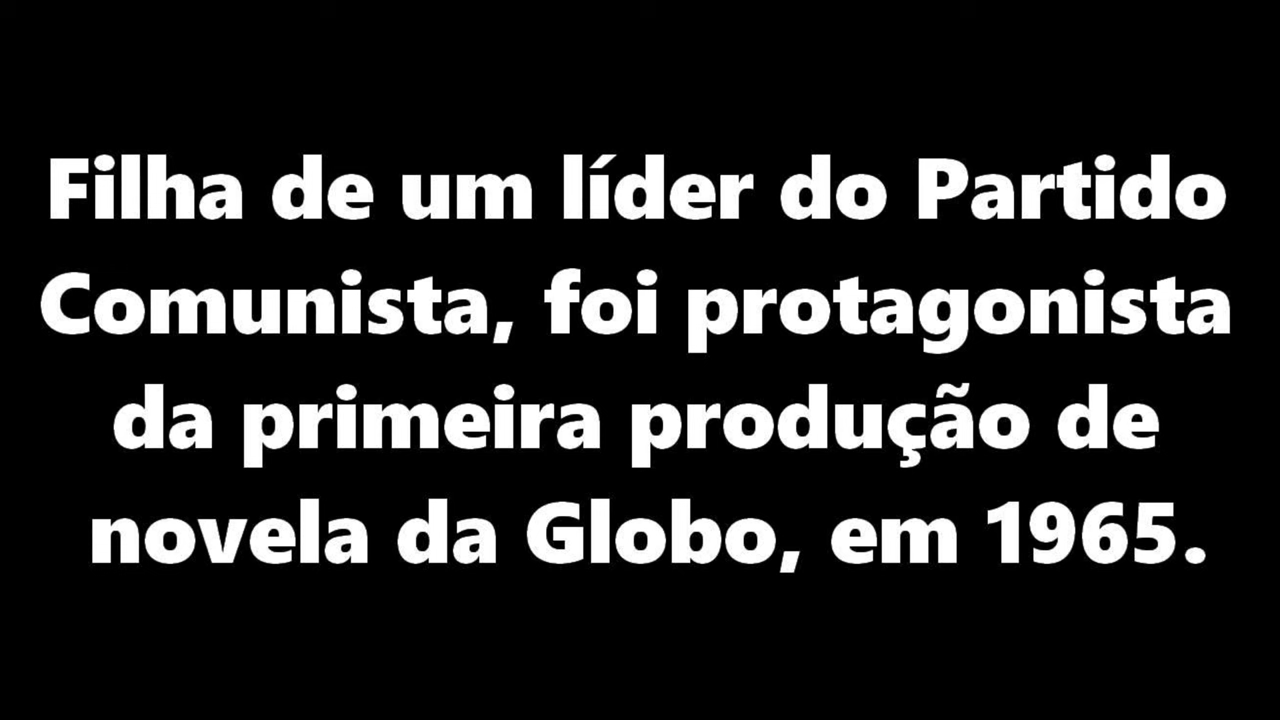 Filha de um líder do Partido
Comunista, foi protagonista
da primeira produção de
novela da Globo, em 1965.